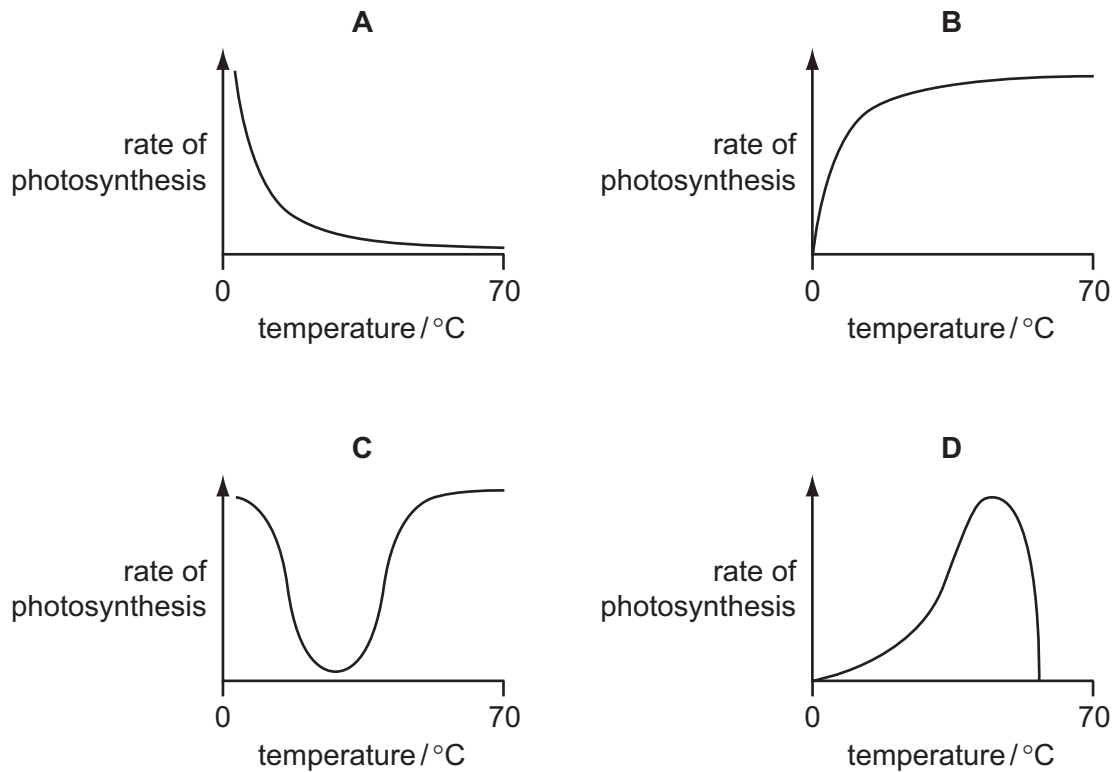 A
rate of
photosynthesis
0
70
temperature / °C
B
rate of
photosynthesis
0
70
temperature / °C
C
rate of
photosynthesis
0
70
temperature / °C
D
rate of
photosynthesis
0
70
temperature / °C